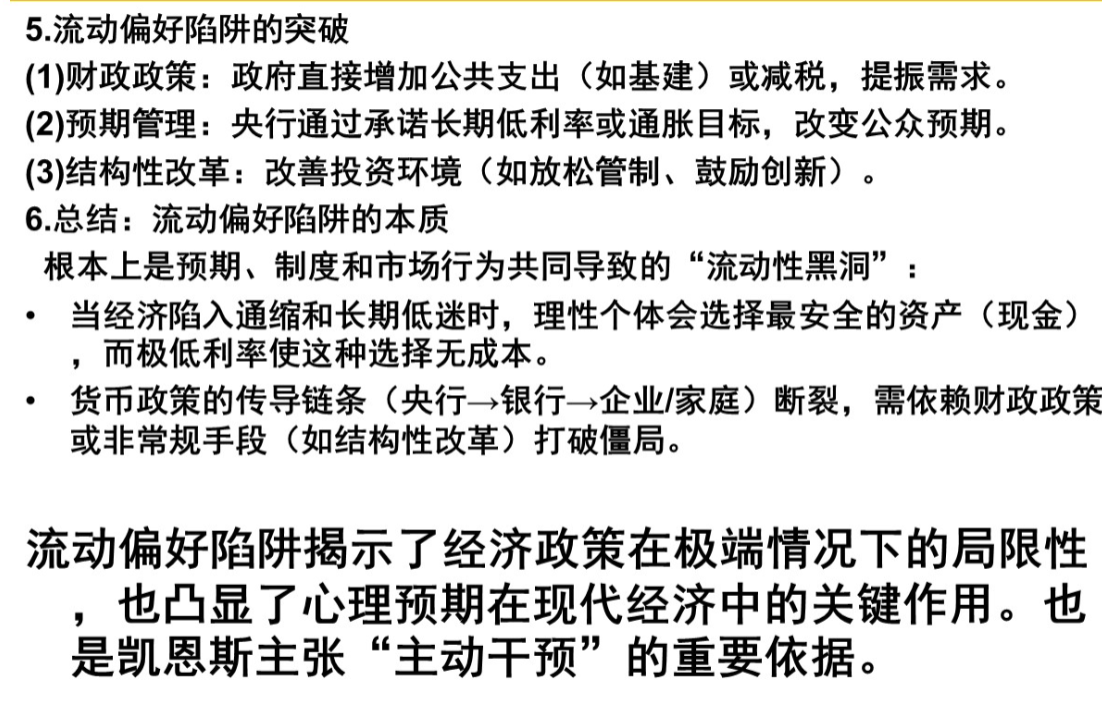 5.流动偏好陷阱的突破
(1)财政政策：政府直接增加公共支出（如基建）或减税，提振需求。
(2)预期管理：央行通过承诺长期低利率或通胀目标，改变公众预期。
(3)结构性改革：改善投资环境（如放松管制、鼓励创新）。
6.总结：流动偏好陷阱的本质
根本上是预期、制度和市场行为共同导致的“流动性黑洞”：
• 当经济陷入通缩和长期低迷时，理性个体会选择最安全的资产（现金）
，而极低利率使这种选择无成本。
• 货币政策的传导链条（央行→银行→企业/家庭）断裂，需依赖财政政策
或非常规手段（如结构性改革）打破僵局。
流动偏好陷阱揭示了经济政策在极端情况下的局限性
，也凸显了心理预期在现代经济中的关键作用。也
是凯恩斯主张“主动干预”的重要依据。